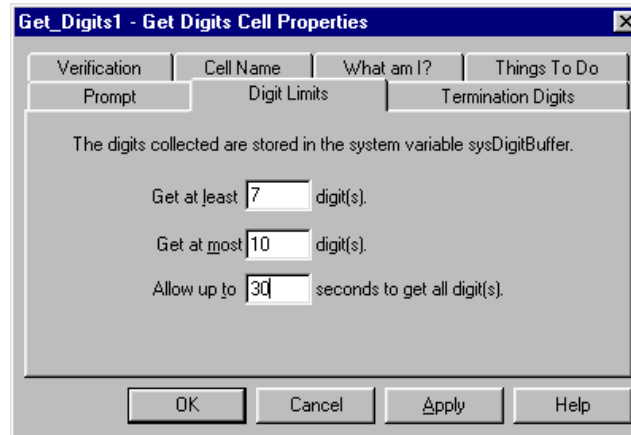 Get_Digits1 - Get Digits Cell Properties
Verification Cell Name What am I? Things To Do
Prompt Digit Limits Termination Digits
The digits collected are stored in the system variable sysDigitBuffer.
Get at least 7 digit(s).
Get at most 10 digit(s).
Allow up to 30 seconds to get all digit(s).
OK Cancel Apply Help